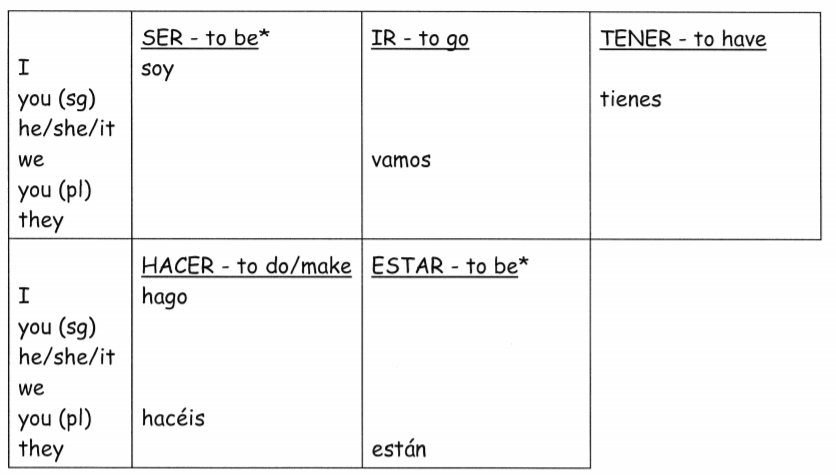 SER - to be* IR - to go TENER - to have
I soy
you (sg) tienes
he/she/it
we vamos
you (pl)
they
HACER - to do/make ESTAR - to be*
I hago
you (sg)
he/she/it
we
you (pl) hacéis
they están